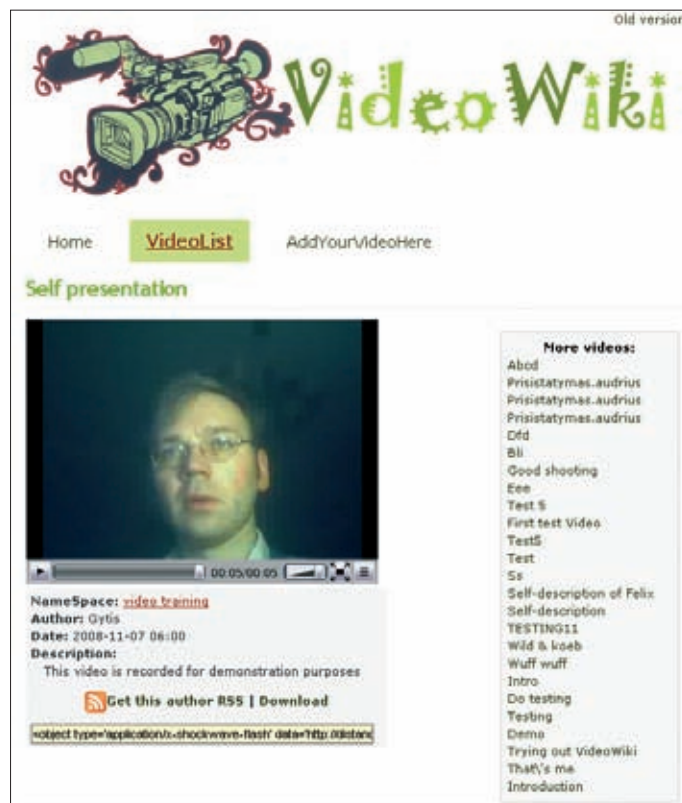 Old version
VideoWiki
Home VideoList AddYourVideoHere
Self presentation
00:05/00:05
NameSpace: video training
Author: Gytis
Date: 2008-11-07 06:00
Description:
This video is recorded for demonstration purposes
Get this author RSS | Download
<object type='application/x-shockwave-flash' data='http://distanc
More videos:
Abcd
Prisistatymas.audrius
Prisistatymas.audrius
Prisistatymas.audrius
Dfd
Bli
Good shooting
Eee
Test 5
First test Video
Test5
Test
Ss
Self-description of Felix
Self-description
TESTING11
Wild & koeb
Wuff wuff
Intro
Do testing
Testing
Demo
Trying out VideoWiki
That\'s me
Introduction